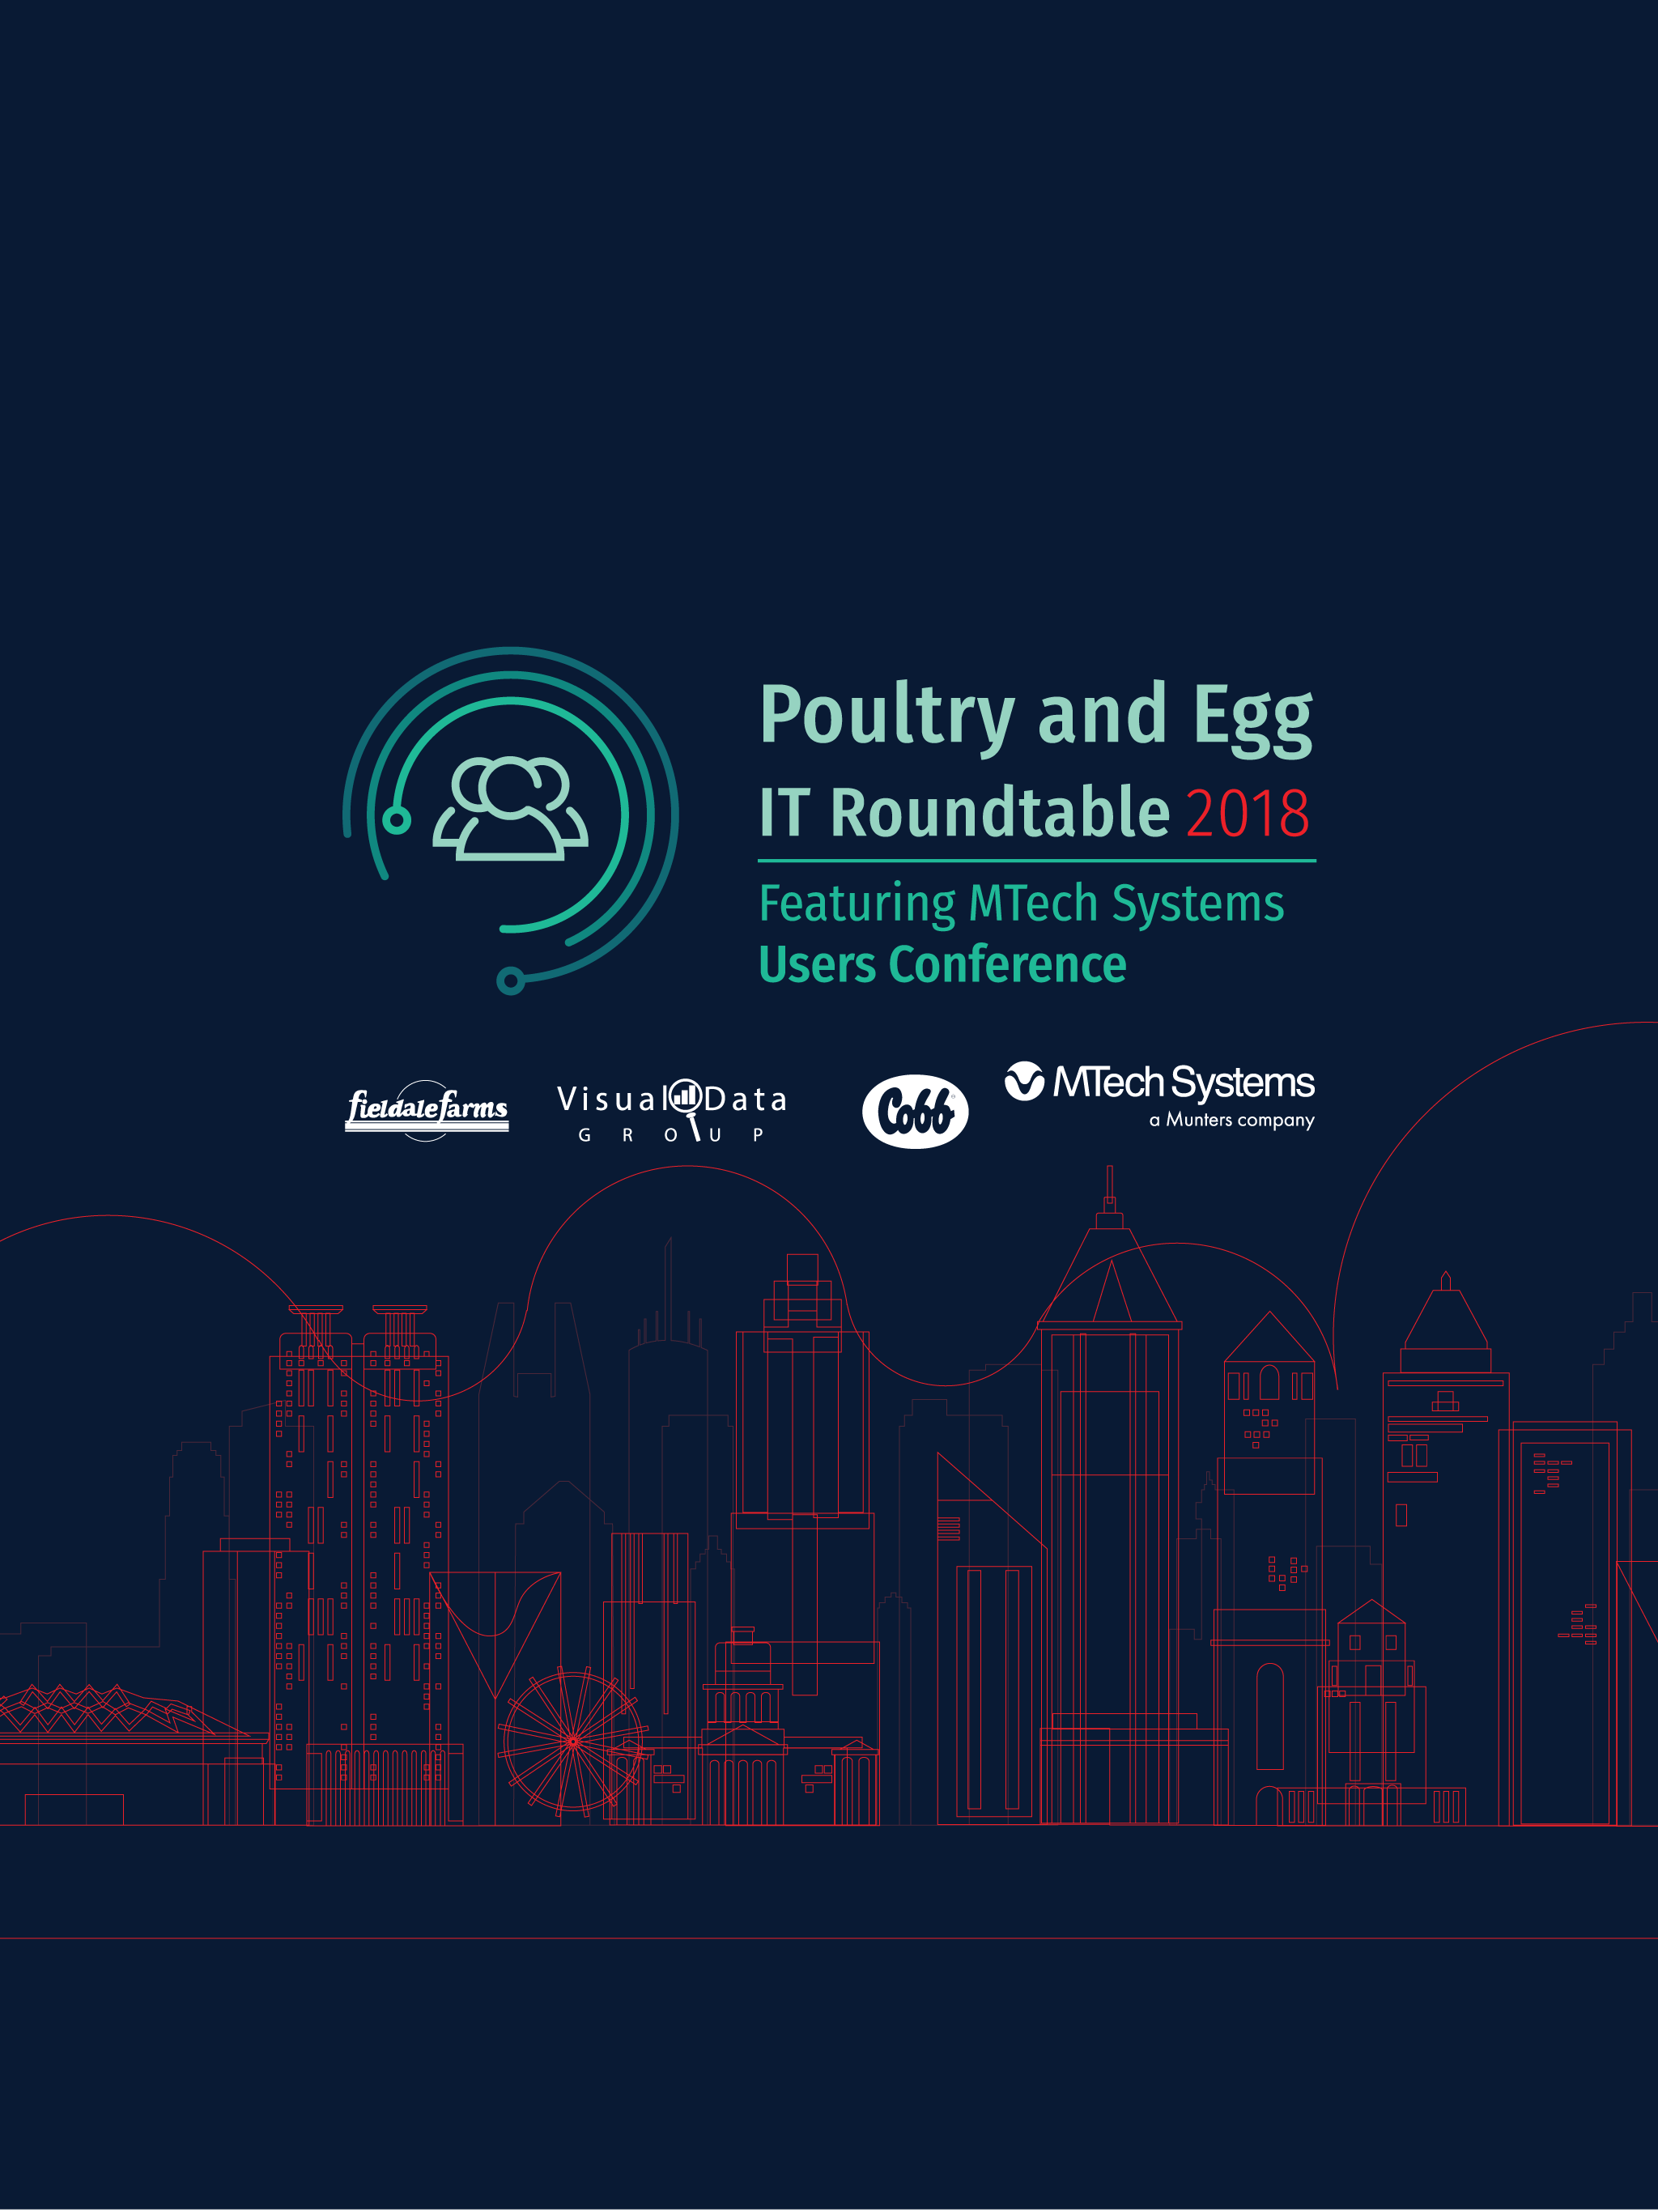 Poultry and Egg
IT Roundtable 2018
Featuring MTech Systems
Users Conference
fieldale farms
Visual Data
GROUP
Cobb
MTech Systems
a Munters company